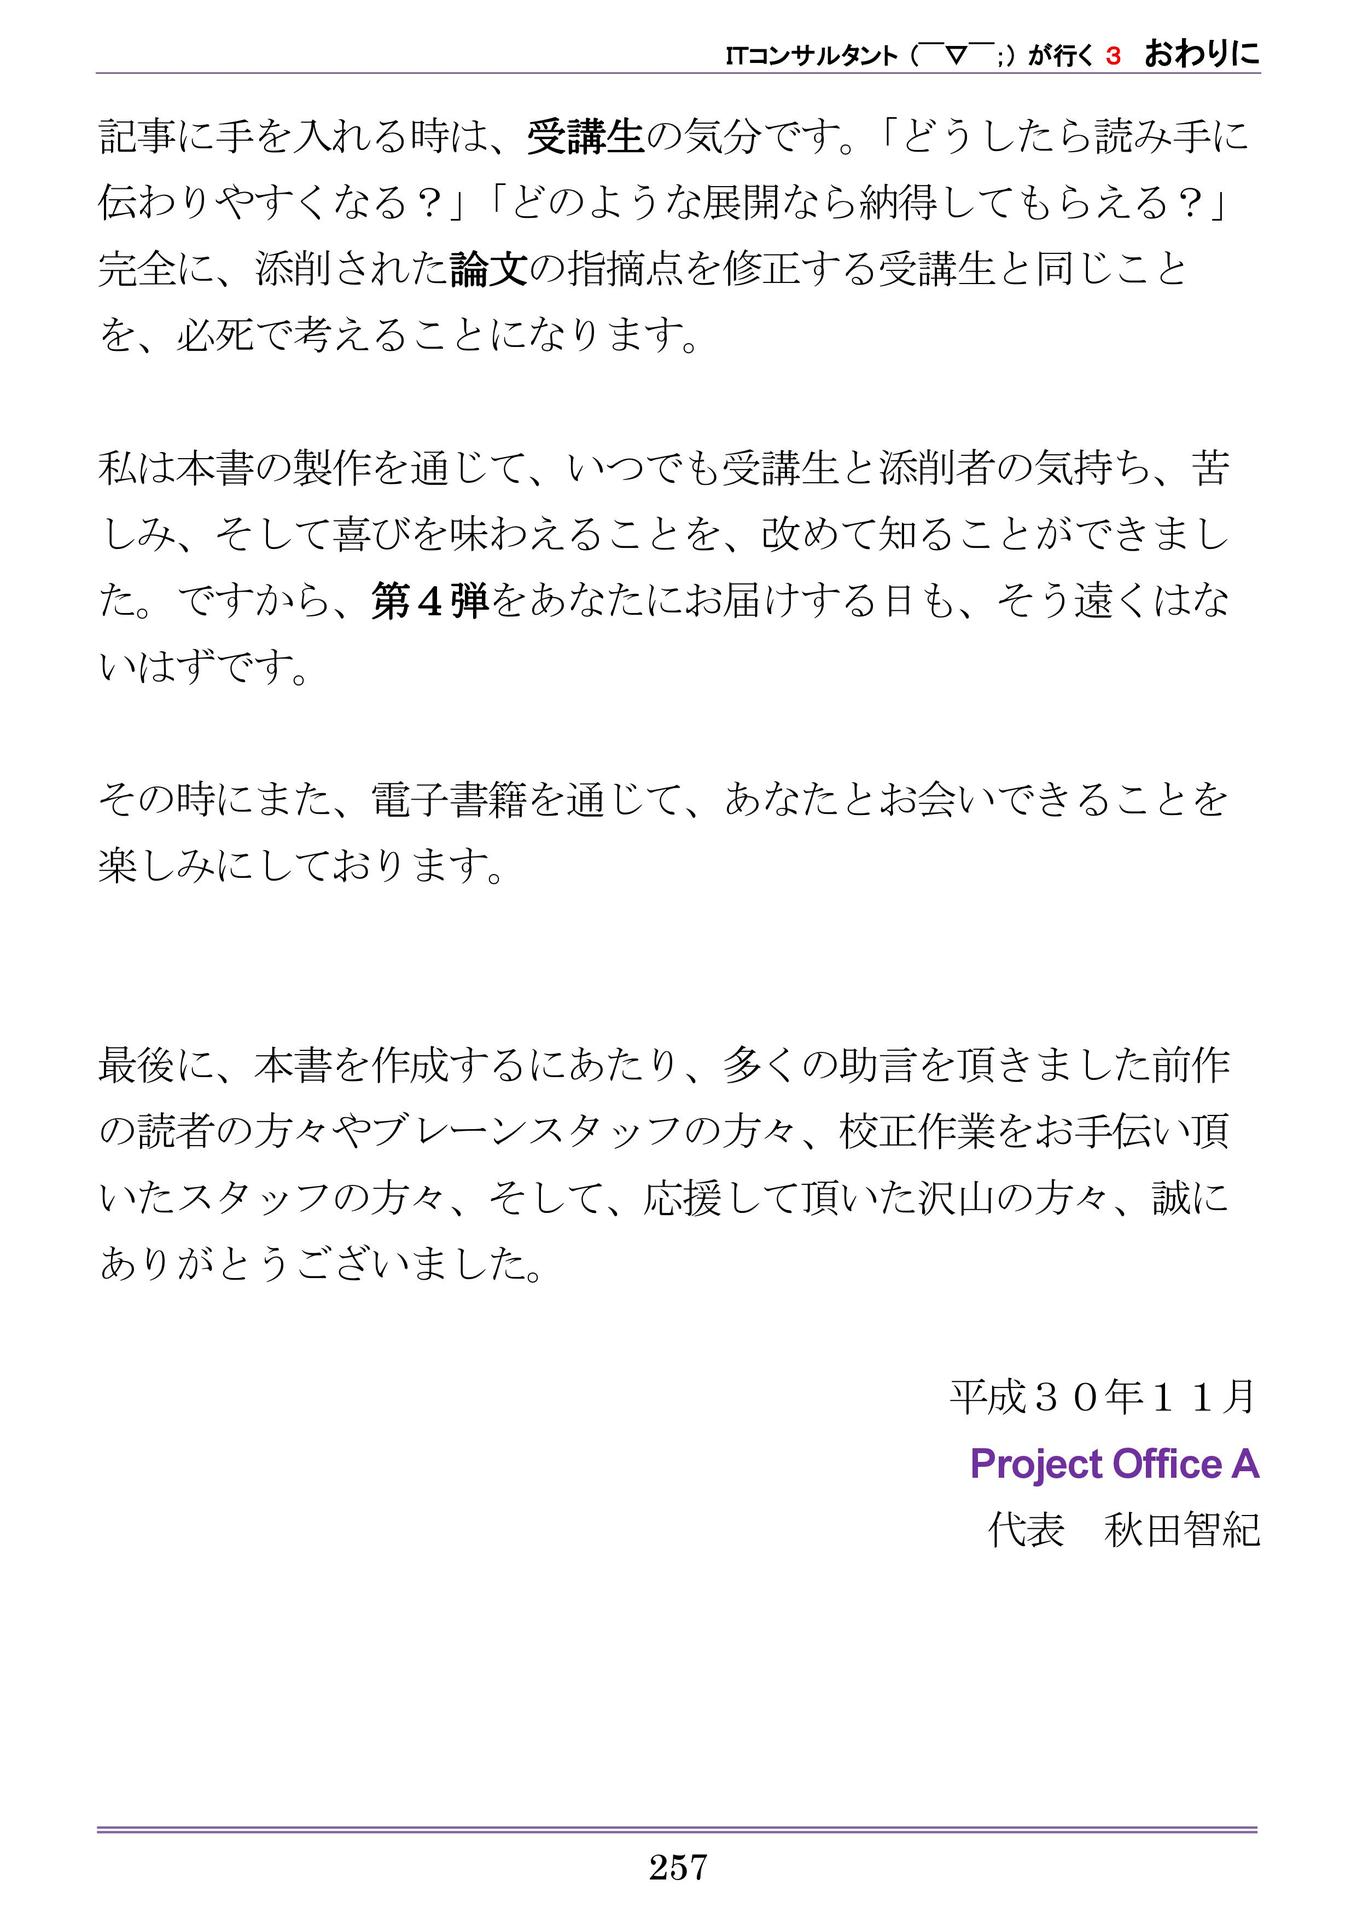 ITコンサルタント（￣▽￣；）が行く 3　おわりに
記事に手を入れる時は、受講生の気分です。「どうしたら読み手に
伝わりやすくなる？」「どのような展開なら納得してもらえる？」
完全に、添削された論文の指摘点を修正する受講生と同じこと
を、必死で考えることになります。
私は本書の製作を通じて、いつでも受講生と添削者の気持ち、苦
しみ、そして喜びを味わえることを、改めて知ることができまし
た。ですから、第４弾をあなたにお届けする日も、そう遠くはな
いはずです。
その時にまた、電子書籍を通じて、あなたとお会いできることを
楽しみにしております。
最後に、本書を作成するにあたり、多くの助言を頂きました前作
の読者の方々やブレーンスタッフの方々、校正作業をお手伝い頂
いたスタッフの方々、そして、応援して頂いた沢山の方々、誠に
ありがとうございました。
平成３０年１１月
Project Office A
代表　秋田智紀
257